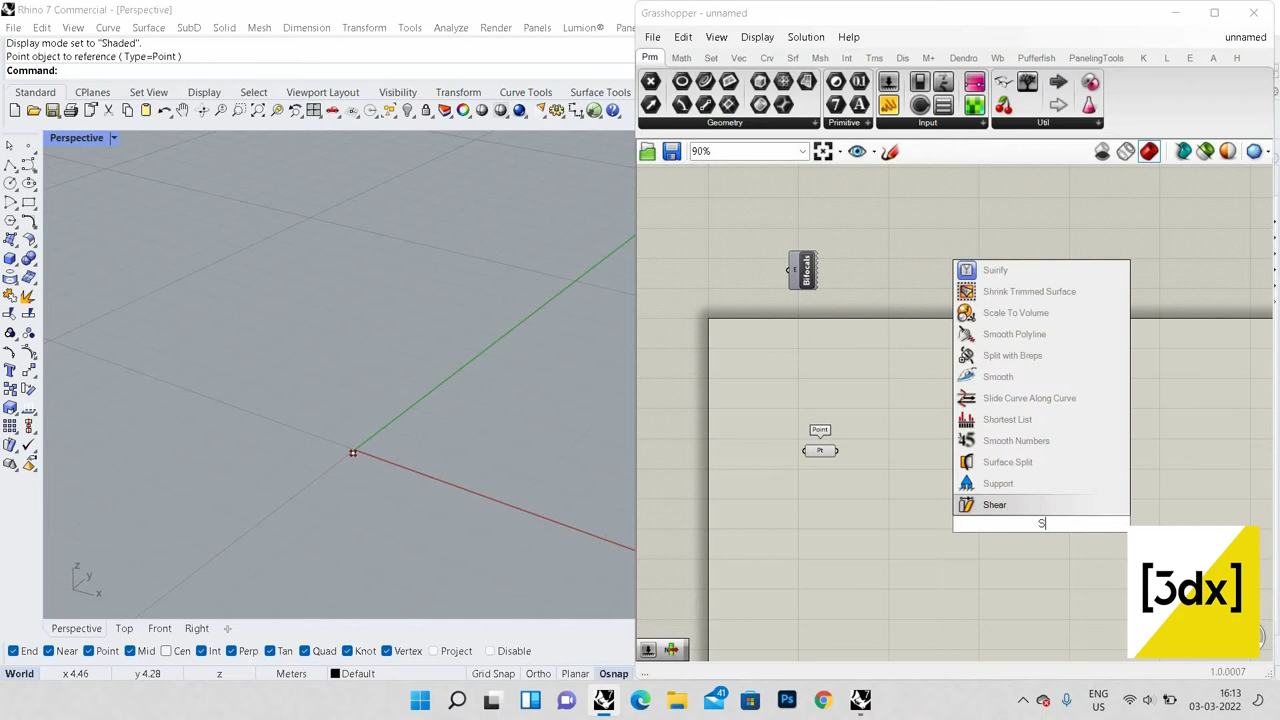 Rhino 7 Commercial - [Perspective]
File Edit View Curve Surface SubD Solid Mesh Dimension Transform Tools Analyze Render Panels Lumion® Panels
Display mode set to "Shaded".
Point object to reference ( Type=Point )
Command:
Standard CPlanes Set View Display Select Viewport Layout Visibility Transform Curve Tools Surface Tools
Perspective
z
y
x
Perspective Top Front Right
End Near Point Mid Cen Int Perp Tan Quad Knot Vertex Project Disable
World x 4.46 y 4.28 z Meters Default Grid Snap Ortho Planar Osnap
Grasshopper - unnamed
File Edit View Display Solution Help unnamed
Prm Math Set Vec Crv Srf Msh Int Trns Dis M+ Dendro Wb Pufferfish PanelingTools K L E A H
Geometry Primitive Input Util
90%
E Bifocals
Point
Pt
Suirify
Shrink Trimmed Surface
Scale To Volume
Smooth Polyline
Split with Breps
Smooth
Slide Curve Along Curve
Shortest List
Smooth Numbers
Surface Split
Support
Shear
S
[3dx]
...
1.0.0007
41
ENG
US
16:13
03-03-2022